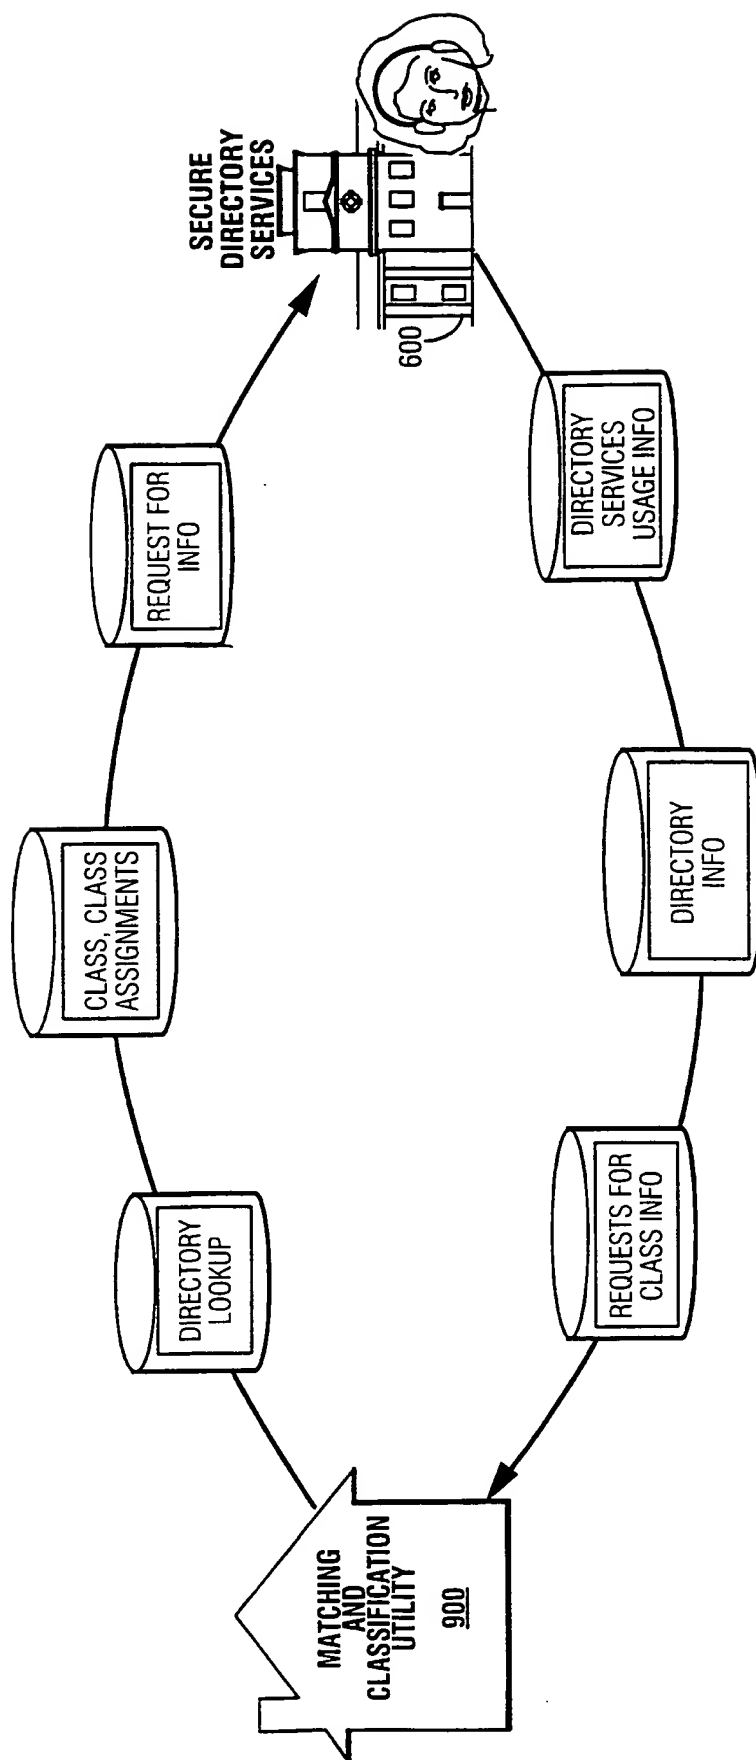 MATCHING
AND
CLASSIFICATION
UTILITY
900
DIRECTORY
LOOKUP
CLASS, CLASS
ASSIGNMENTS
REQUEST FOR
INFO
SECURE
DIRECTORY
SERVICES
600
DIRECTORY
SERVICES
USAGE INFO
DIRECTORY
INFO
REQUESTS FOR
CLASS INFO